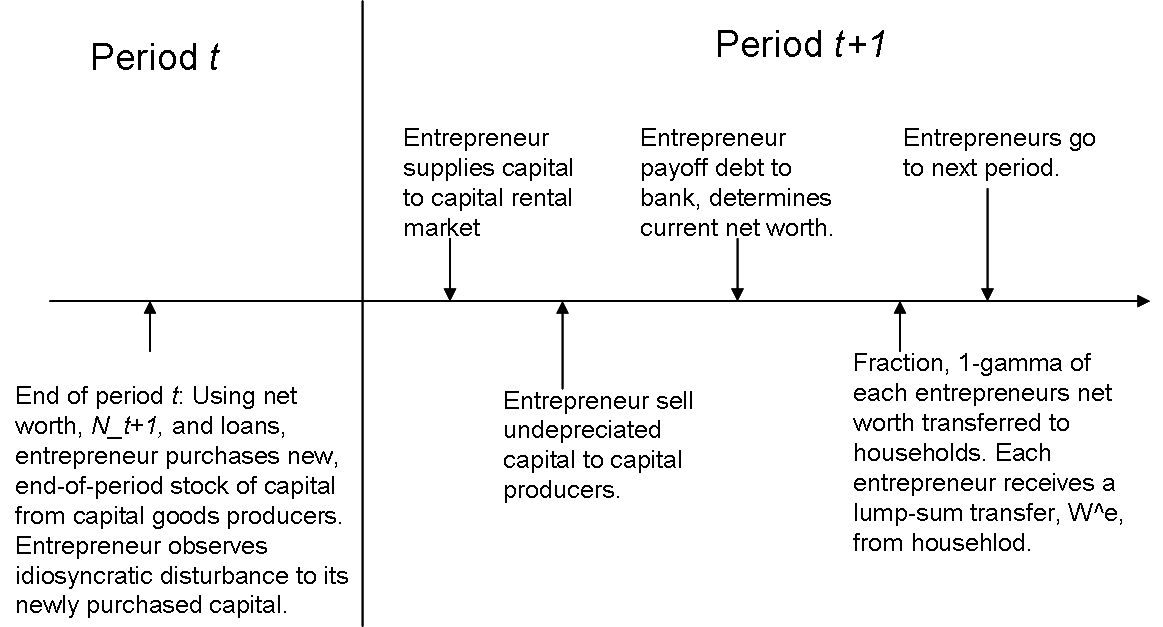 Period t
Period t+1
Entrepreneur
supplies capital
to capital rental
market
Entrepreneur
payoff debt to
bank, determines
current net worth.
Entrepreneurs go
to next period.
End of period t: Using net
worth, N_t+1, and loans,
entrepreneur purchases new,
end-of-period stock of capital
from capital goods producers.
Entrepreneur observes
idiosyncratic disturbance to its
newly purchased capital.
Entrepreneur sell
undepreciated
capital to capital
producers.
Fraction, 1-gamma of
each entrepreneurs net
worth transferred to
households. Each
entrepreneur receives a
lump-sum transfer, W^e,
from househlod.